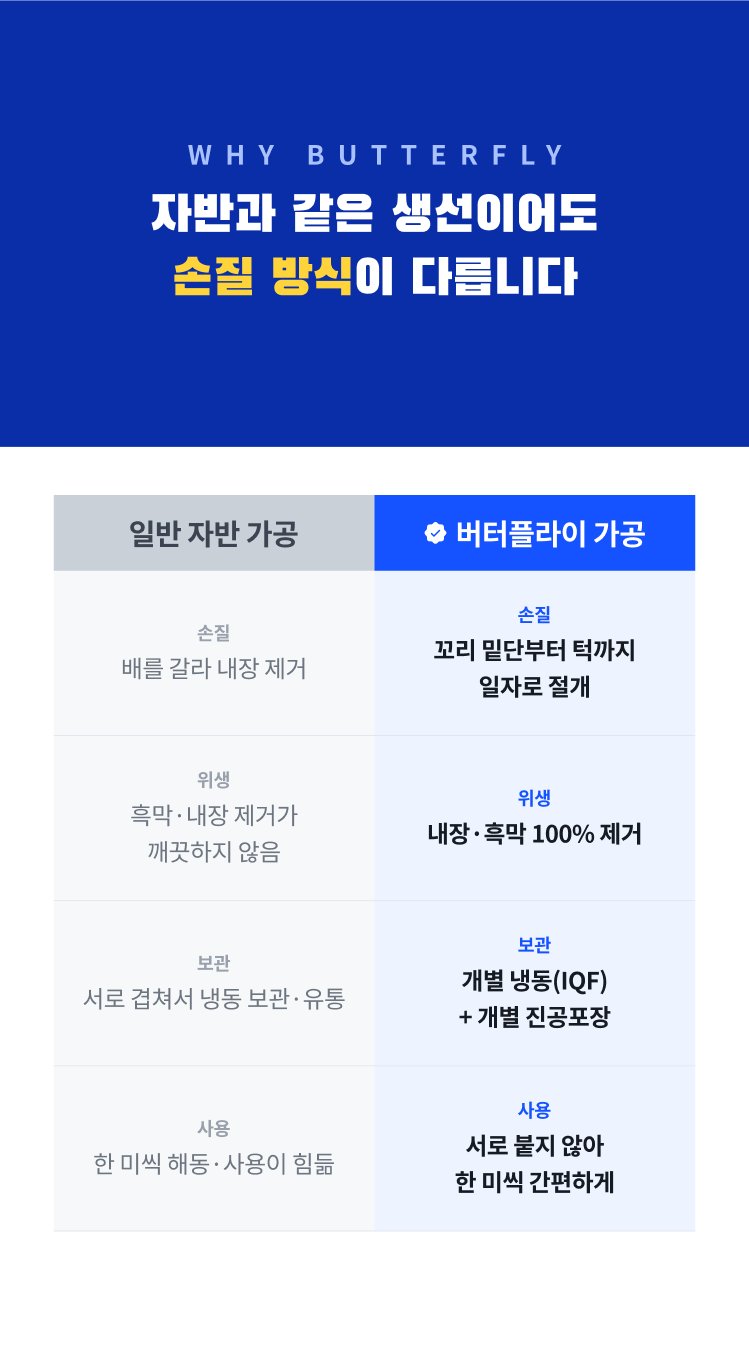 WHY BUTTERFLY
자반과 같은 생선이어도
손질 방식이 다릅니다
일반 자반 가공
버터플라이 가공
손질
배를 갈라 내장 제거
손질
꼬리 밑단부터 턱까지
일자로 절개
위생
흑막·내장 제거가
깨끗하지 않음
위생
내장·흑막 100% 제거
보관
서로 겹쳐서 냉동 보관·유통
보관
개별 냉동(IQF)
+ 개별 진공포장
사용
한 미씩 해동·사용이 힘듦
사용
서로 붙지 않아
한 미씩 간편하게